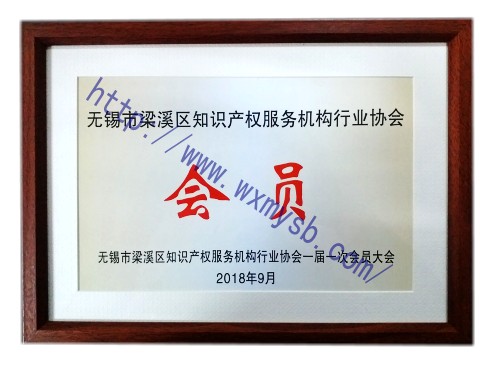 无锡市梁溪区知识产权服务机构行业协会
会员
无锡市梁溪区知识产权服务机构行业协会一届一次会员大会
2018年9月
http://www.wxmysb.com/